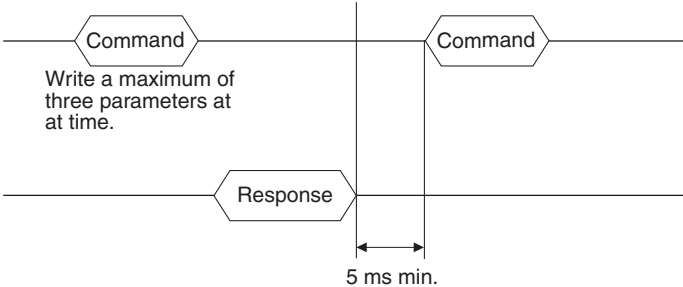 Command
Command
Write a maximum of
three parameters at
at time.
Response
5 ms min.